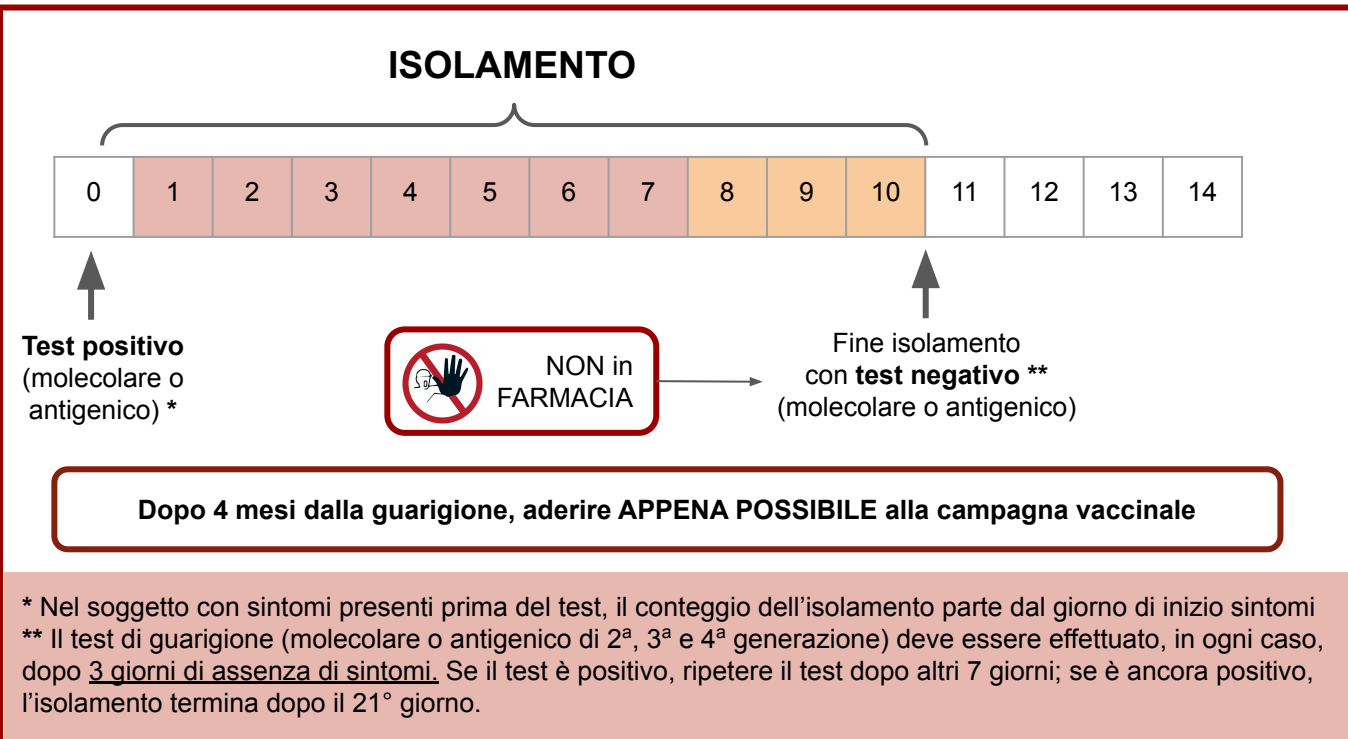 ISOLAMENTO
0 1 2 3 4 5 6 7 8 9 10 11 12 13 14
Test positivo
(molecolare o
antigenico) *
NON in
FARMACIA
Fine isolamento
con test negativo **
(molecolare o antigenico)
Dopo 4 mesi dalla guarigione, aderire APPENA POSSIBILE alla campagna vaccinale
* Nel soggetto con sintomi presenti prima del test, il conteggio dell'isolamento parte dal giorno di inizio sintomi
** Il test di guarigione (molecolare o antigenico di 2ª, 3ª e 4ª generazione) deve essere effettuato, in ogni caso,
dopo 3 giorni di assenza di sintomi. Se il test è positivo, ripetere il test dopo altri 7 giorni; se è ancora positivo,
l'isolamento termina dopo il 21° giorno.